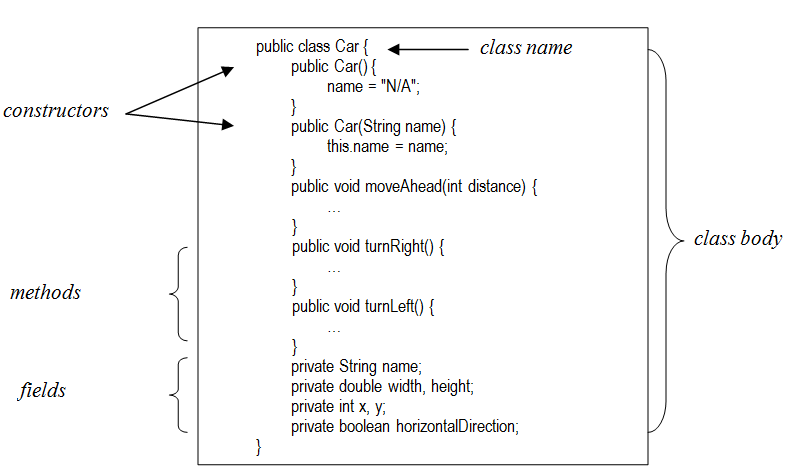 public class Car {
class name
public Car() {
name = "N/A";
}
constructors
public Car(String name) {
this.name = name;
}
public void moveAhead(int distance) {
...
}
public void turnRight() {
class body
...
}
methods
public void turnLeft() {
...
}
private String name;
private double width, height;
fields
private int x, y;
private boolean horizontalDirection;
}